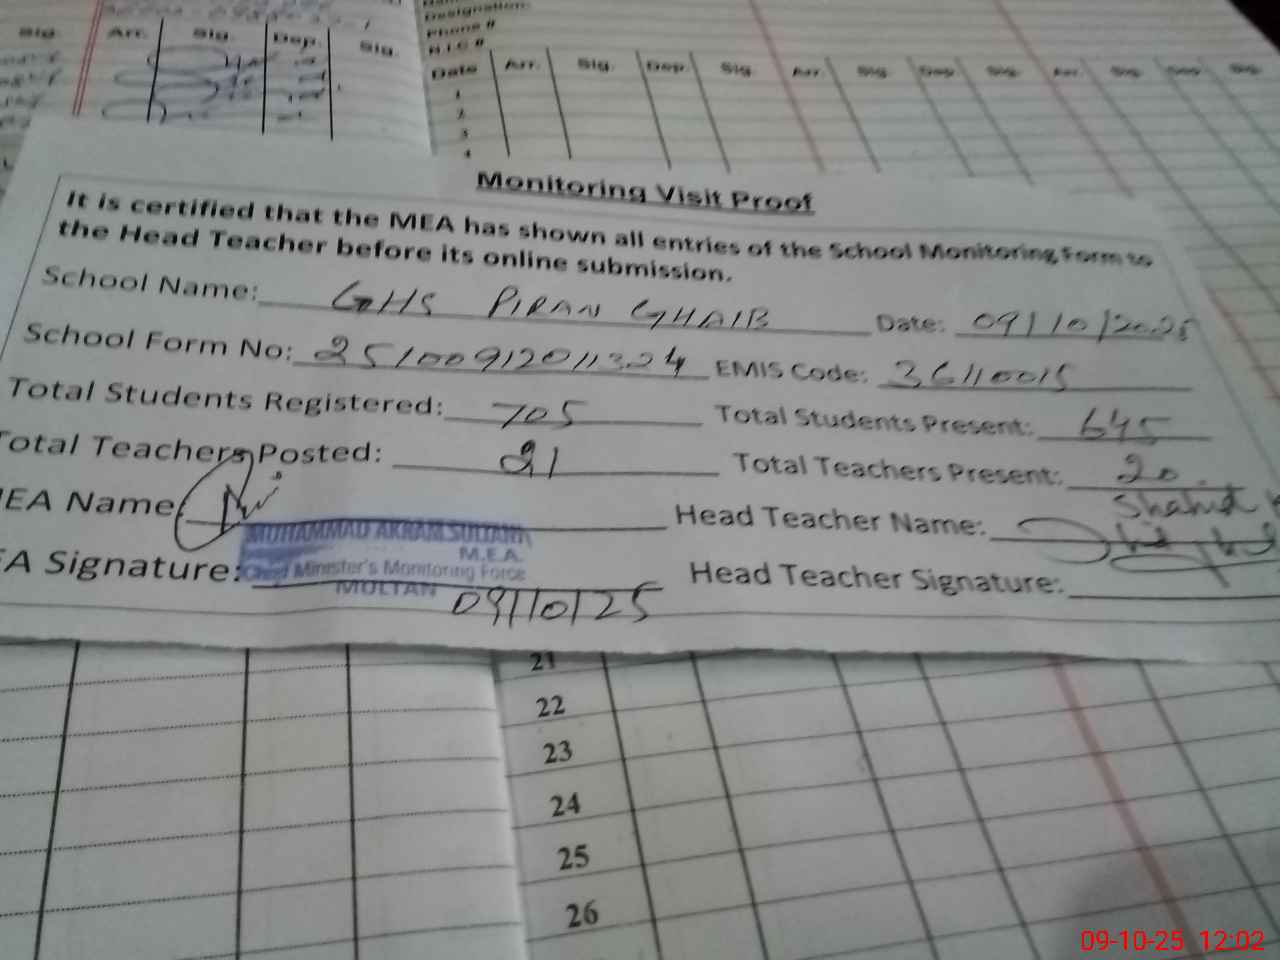 Sig. Arr. Sig. Dep. Sig.
Designation:
Phone #
N.I.C #
Date Arr. Sig. Dep. Sig. Arr. Sig. Dep. Sig. Arr. Sig. Dep. Sig.
1
2
3
4
Monitoring Visit Proof
It is certified that the MEA has shown all entries of the School Monitoring Form to
the Head Teacher before its online submission.
School Name: GHS PIRAN GHAIB Date: 09/10/2025
School Form No: 25100912011324 EMIS Code: 36110015
Total Students Registered: 705 Total Students Present: 645
Total Teachers Posted: 21 Total Teachers Present: 20
EA Name Head Teacher Name: Shahid
MUHAMMAD AKRAM SULTANI
M.E.A.
A Signature: Chief Minister's Monitoring Force Head Teacher Signature:
MULTAN
09/10/25
21
22
23
24
25
26
09-10-25 12:02